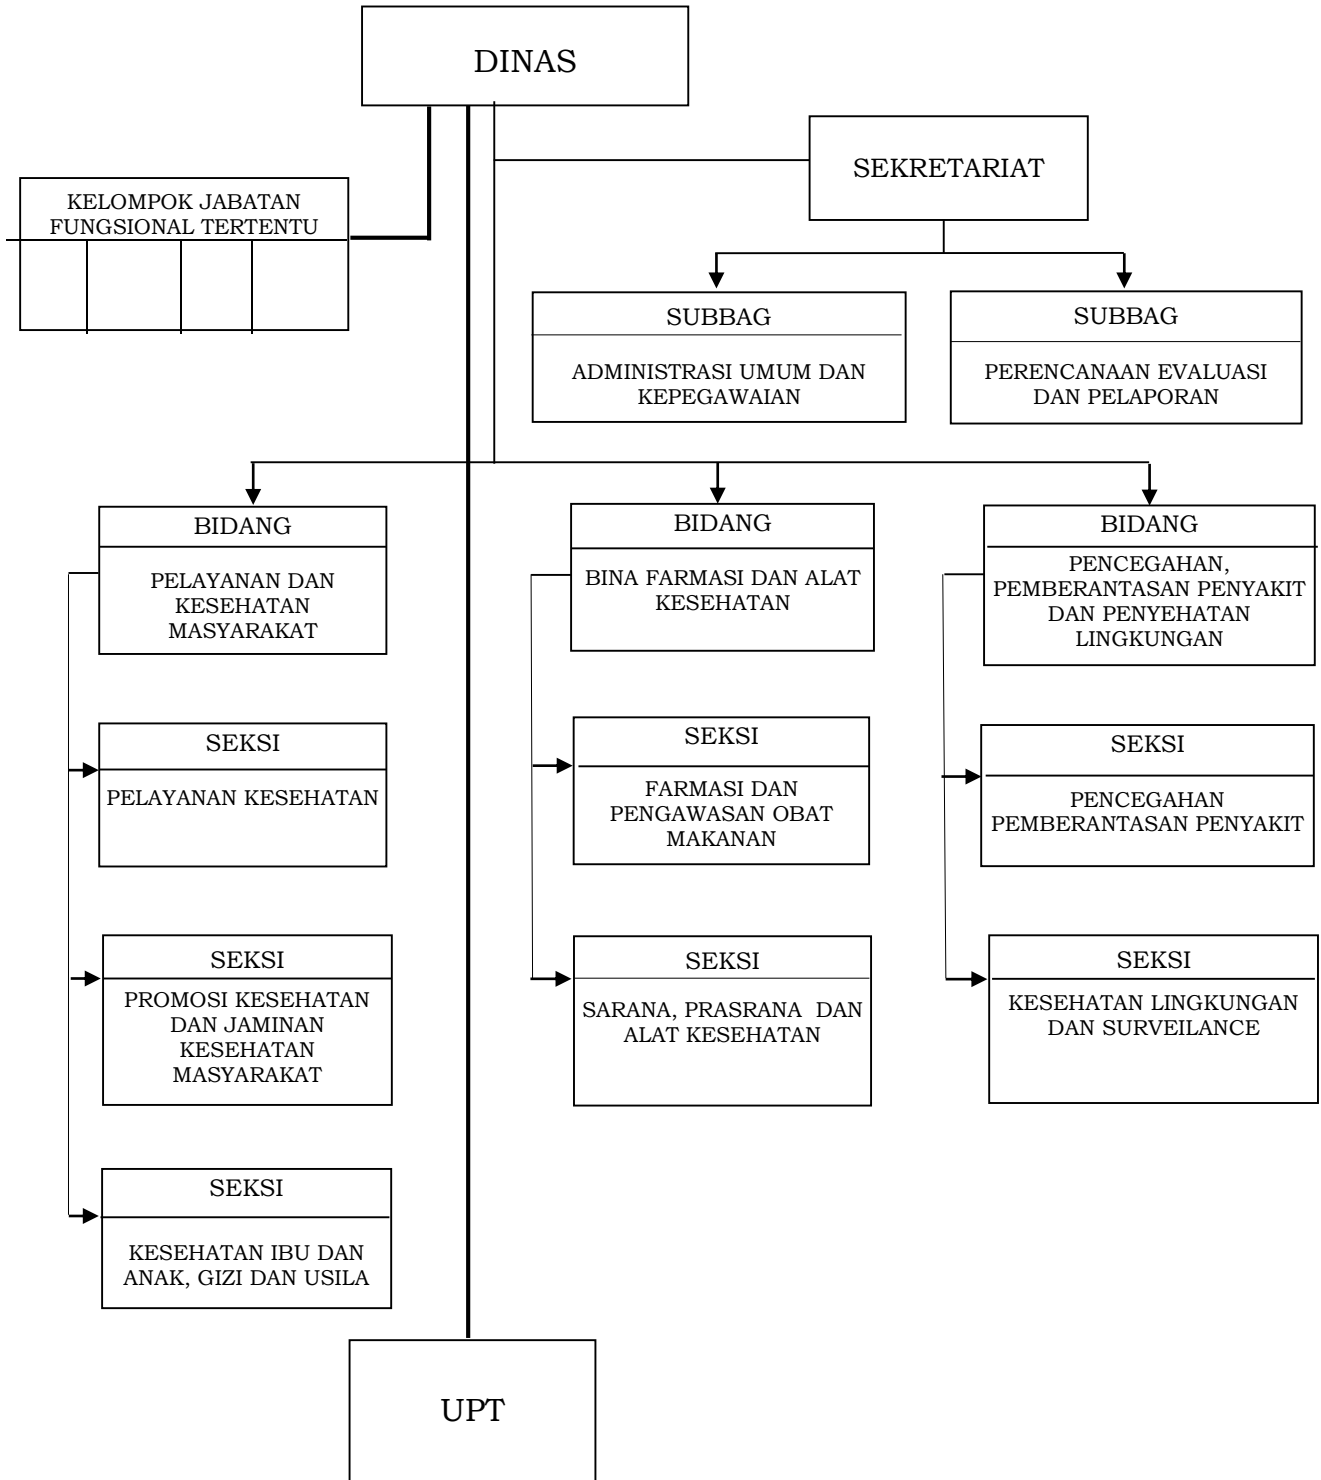 DINAS
SEKRETARIAT
KELOMPOK JABATAN
FUNGSIONAL TERTENTU
SUBBAG
ADMINISTRASI UMUM DAN
KEPEGAWAIAN
SUBBAG
PERENCANAAN EVALUASI
DAN PELAPORAN
BIDANG
PELAYANAN DAN
KESEHATAN
MASYARAKAT
BIDANG
BINA FARMASI DAN ALAT
KESEHATAN
BIDANG
PENCEGAHAN,
PEMBERANTASAN PENYAKIT
DAN PENYEHATAN
LINGKUNGAN
SEKSI
PELAYANAN KESEHATAN
SEKSI
FARMASI DAN
PENGAWASAN OBAT
MAKANAN
SEKSI
PENCEGAHAN
PEMBERANTASAN PENYAKIT
SEKSI
PROMOSI KESEHATAN
DAN JAMINAN
KESEHATAN
MASYARAKAT
SEKSI
SARANA, PRASRANA DAN
ALAT KESEHATAN
SEKSI
KESEHATAN LINGKUNGAN
DAN SURVEILANCE
SEKSI
KESEHATAN IBU DAN
ANAK, GIZI DAN USILA
UPT